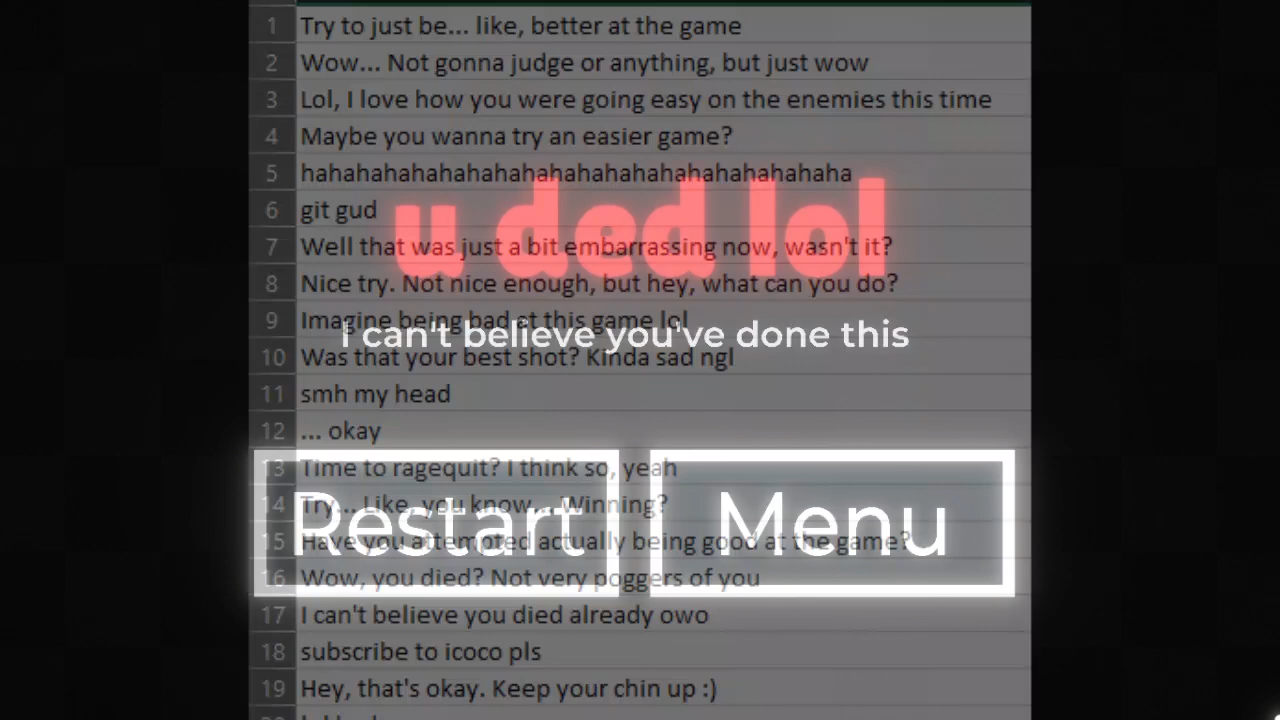 1 Try to just be... like, better at the game
2 Wow... Not gonna judge or anything, but just wow
3 Lol, I love how you were going easy on the enemies this time
4 Maybe you wanna try an easier game?
5 hahahahahahahahahahahahahahahahahahahaha
6 git gud
u ded lol
7 Well that was just a bit embarrassing now, wasn't it?
8 Nice try. Not nice enough, but hey, what can you do?
9 Imagine being bad at this game lol
I can't believe you've done this
10 Was that your best shot? Kinda sad ngl
11 smh my head
12 ... okay
13 Time to ragequit? I think so, yeah
14 Try... Like, you know... Winning?
Restart Menu
15 Have you attempted actually being good at the game?
16 Wow, you died? Not very poggers of you
17 I can't believe you died already owo
18 subscribe to icoco pls
19 Hey, that's okay. Keep your chin up :)